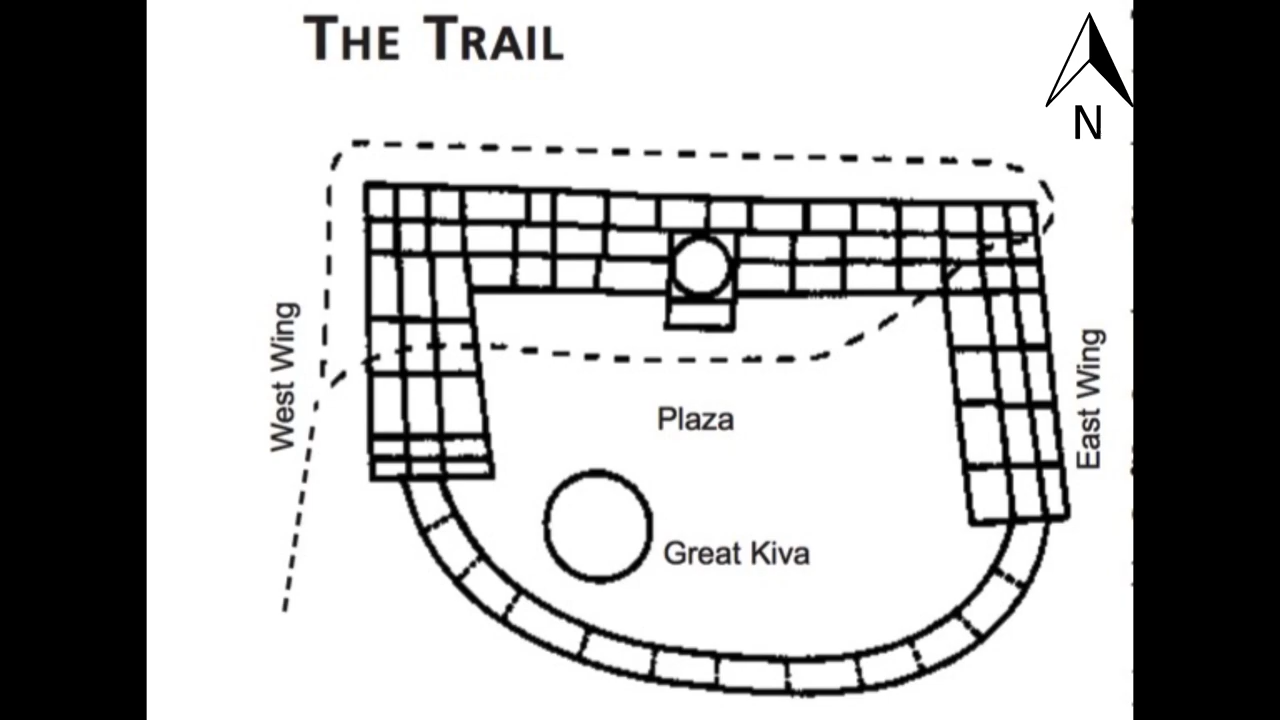 THE TRAIL
N
West Wing
East Wing
Plaza
Great Kiva